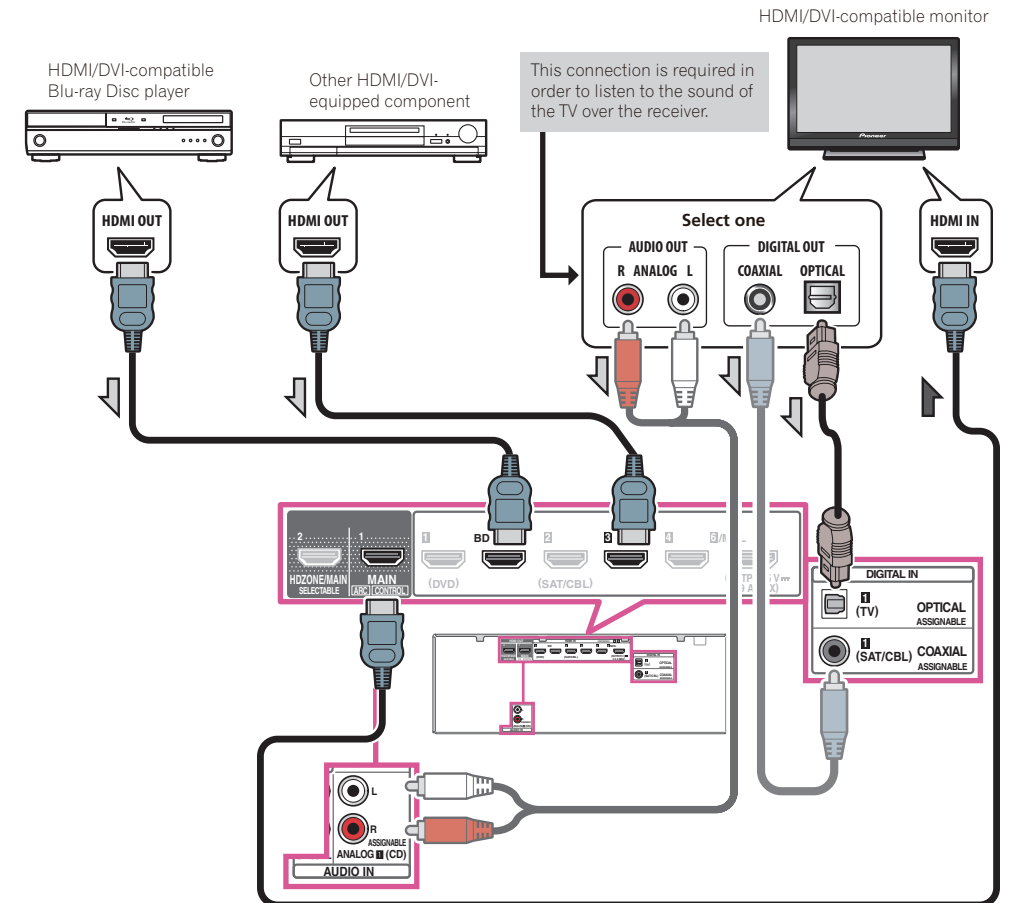 HDMI/DVI-compatible monitor
HDMI/DVI-compatible
Blu-ray Disc player
Other HDMI/DVI-
equipped component
This connection is required in
order to listen to the sound of
the TV over the receiver.
Pioneer
HDMI OUT
HDMI OUT
Select one
AUDIO OUT
DIGITAL OUT
R ANALOG L
COAXIAL
OPTICAL
HDMI IN
2
1
1
BD
2
3
4
HDZONE/MAIN
SELECTABLE
MAIN
ARC CONTROL
(DVD)
(SAT/CBL)
DIGITAL IN
1
(TV)
OPTICAL
ASSIGNABLE
1
(SAT/CBL)
COAXIAL
ASSIGNABLE
L
R
ASSIGNABLE
ANALOG 1 (CD)
AUDIO IN